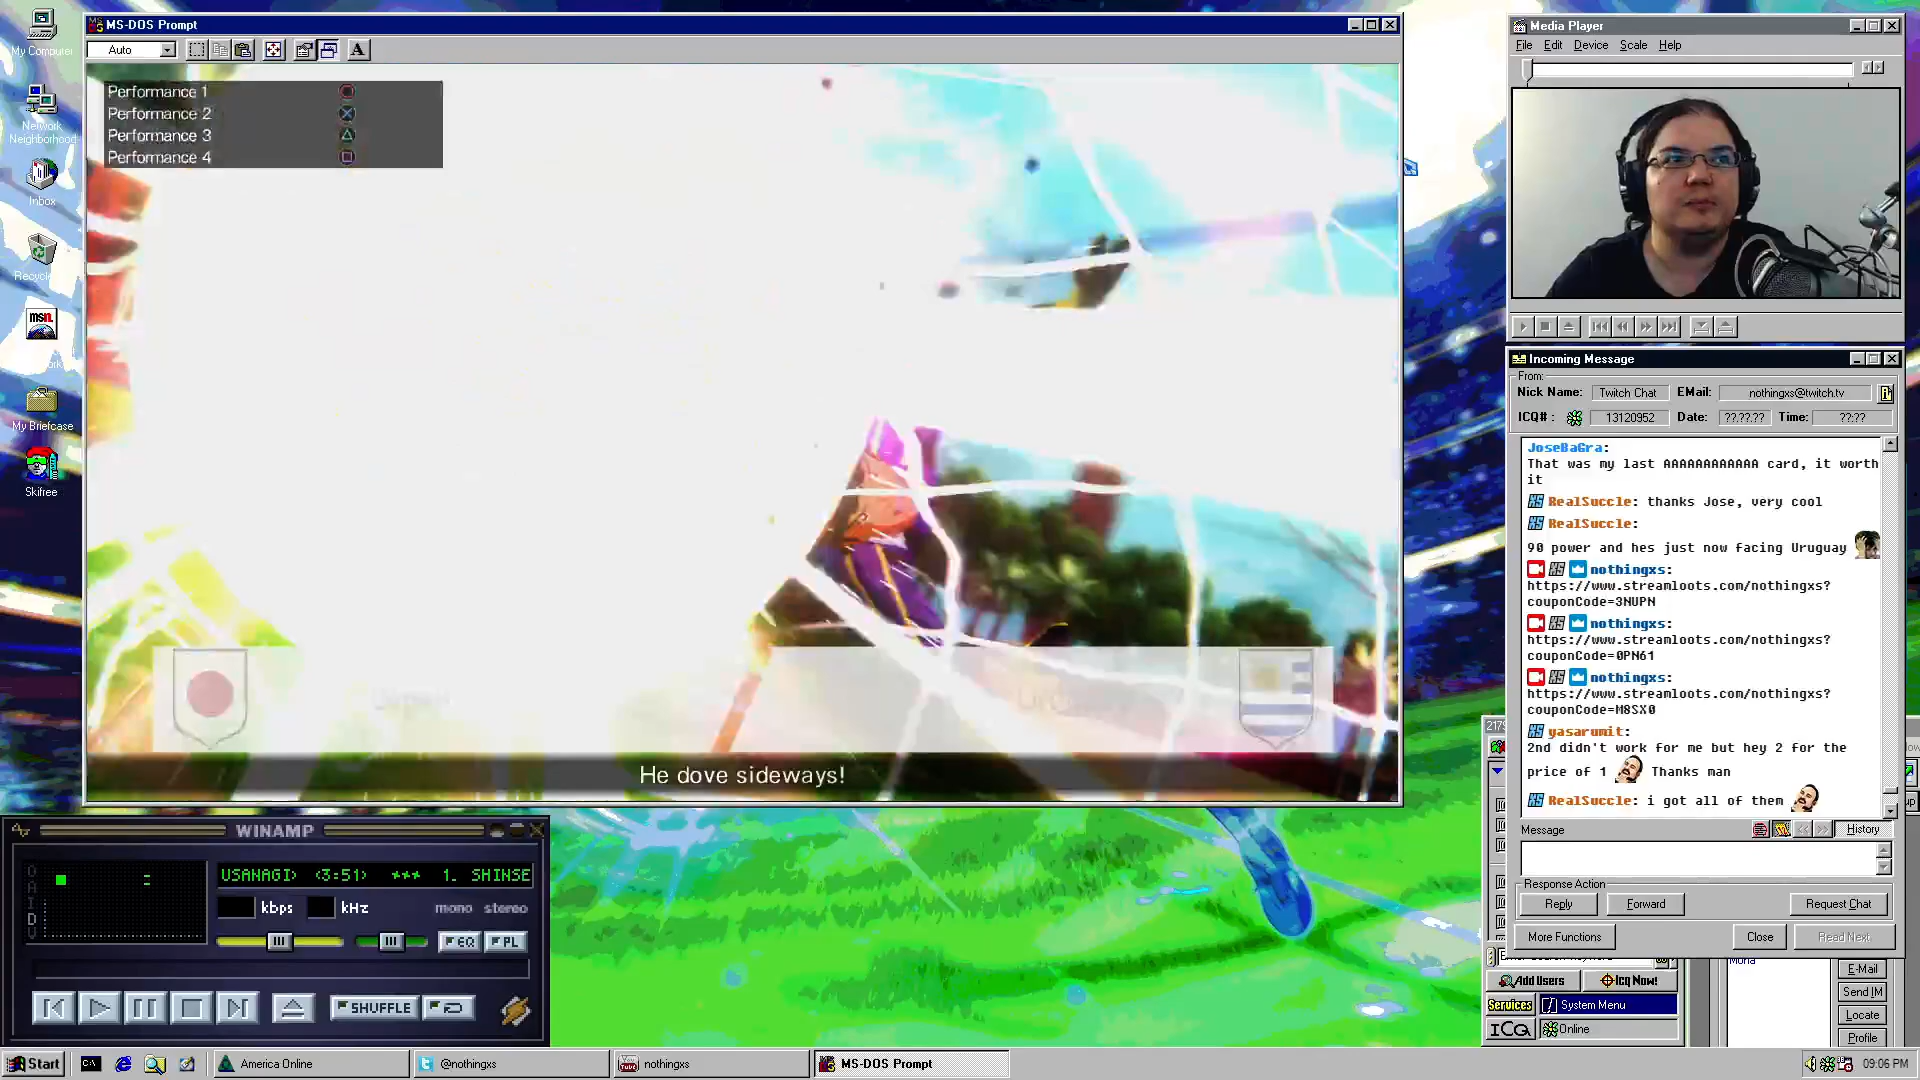 My Computer
Network
Neighborhood
Inbox
msn
My Briefcase
Skifree
MS-DOS Prompt
Auto
A
Performance 1
Performance 2
Performance 3
Performance 4
He dove sideways!
Media Player
File Edit Device Scale Help
Incoming Message
From:
Nick Name: Twitch Chat EMail: nothingxs@twitch.tv
ICQ# : 13120952 Date: ??.??.?? Time: ??:??
JoseBaGra:
That was my last AAAAAAAAAAAA card, it worth
it
RealSuccle: thanks Jose, very cool
RealSuccle:
90 power and hes just now facing Uruguay
nothingxs:
https://www.streamloots.com/nothingxs?
couponCode=3NUPN
nothingxs:
https://www.streamloots.com/nothingxs?
couponCode=0PN61
nothingxs:
https://www.streamloots.com/nothingxs?
couponCode=M8SX0
yasarumit:
2nd didn't work for me but hey 2 for the
price of 1 Thanks man
RealSuccle: i got all of them
Message
History
Response Action
Reply Forward Request Chat
More Functions Close Read Next
E-Mail
Send IM
Locate
Profile
Add Users Icq Now!
Services System Menu
ICQ Online
WINAMP
USANAGI> <3:51> +++ 1. SHINSE
kbps kHz mono stereo
EQ PL
SHUFFLE
Start
America Online
@nothingxs
nothingxs
MS-DOS Prompt
09:06 PM